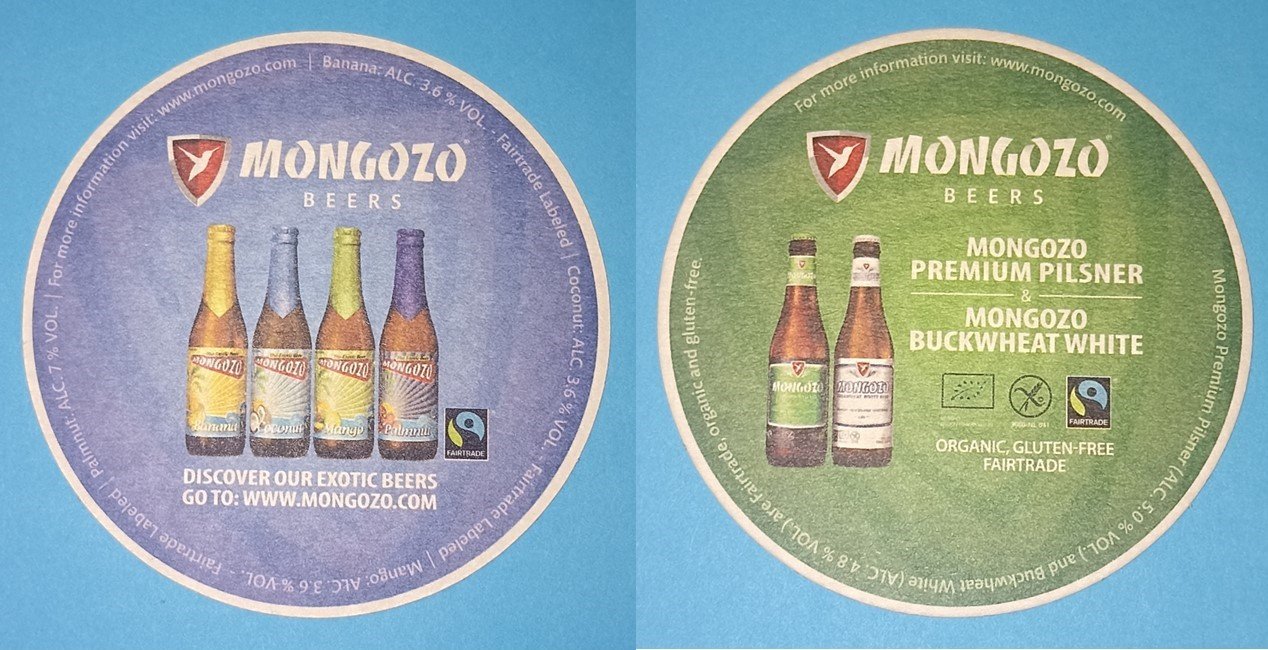 For more information visit: www.mongozo.com | Banana: ALC. 3,6 % VOL. - Fairtrade Labeled | Coconut: ALC. 3,6 % VOL. - Fairtrade Labeled | Mango: ALC. 3,6 % VOL. - Fairtrade Labeled | Palmnut: ALC. 7 % VOL. |
MONGOZO®
BEERS
MONGOZO
Banana
MONGOZO
Coconut
MONGOZO
Mango
MONGOZO
Palmnut
FAIRTRADE
DISCOVER OUR EXOTIC BEERS
GO TO: WWW.MONGOZO.COM
For more information visit: www.mongozo.com
MONGOZO®
BEERS
MONGOZO
PREMIUM PILSNER
&
MONGOZO
BUCKWHEAT WHITE
MONGOZO
MONGOZO
FAIRTRADE
ORGANIC, GLUTEN-FREE
FAIRTRADE
Mongozo Premium Pilsner (ALC. 5.0 % VOL.) and Buckwheat White (ALC. 4.8 % VOL.) are Fairtrade, organic and gluten-free.